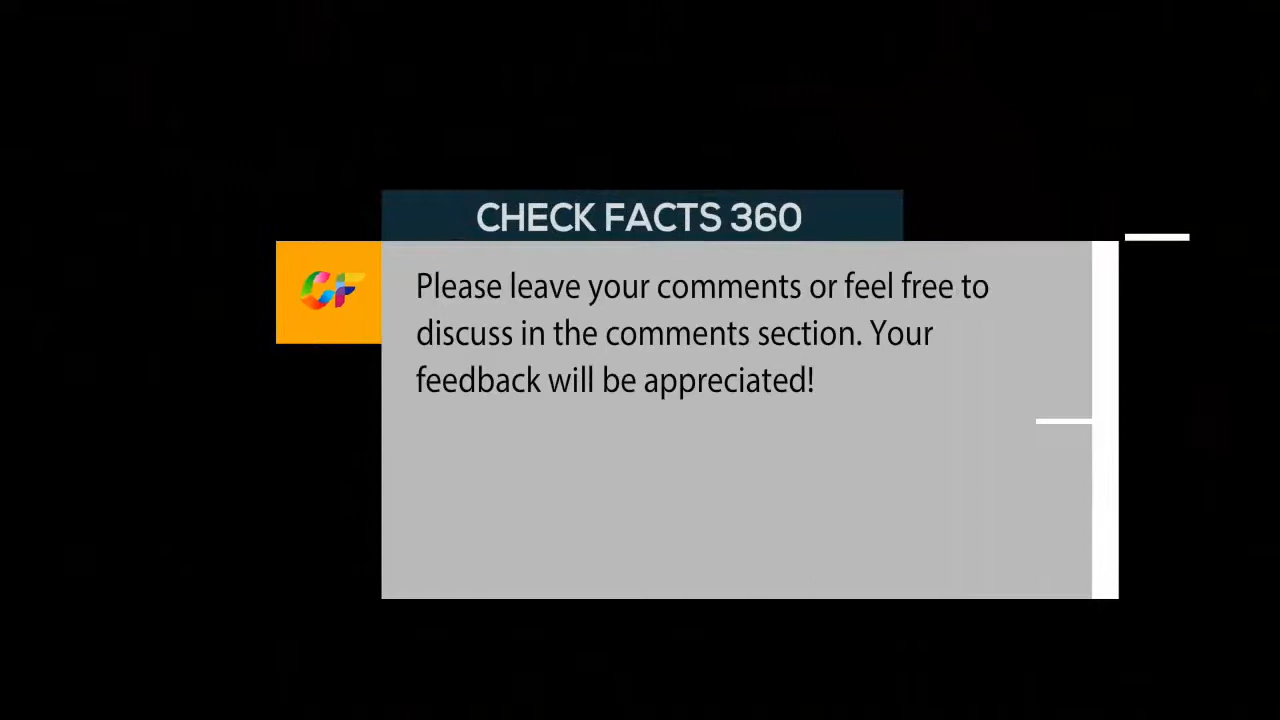 CHECK FACTS 360
CF
Please leave your comments or feel free to
discuss in the comments section. Your
feedback will be appreciated!